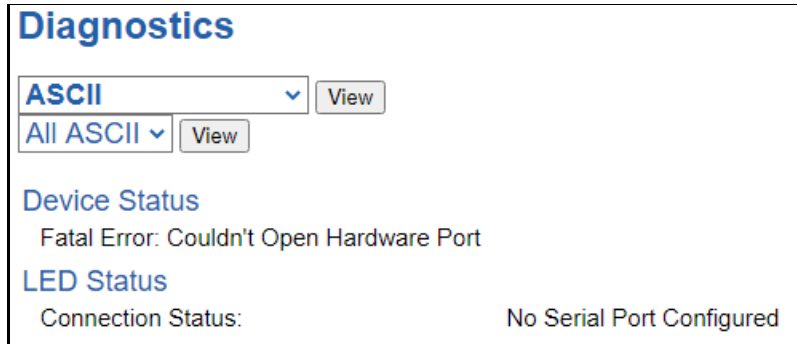 Diagnostics
ASCII View
All ASCII View
Device Status
Fatal Error: Couldn't Open Hardware Port
LED Status
Connection Status: No Serial Port Configured